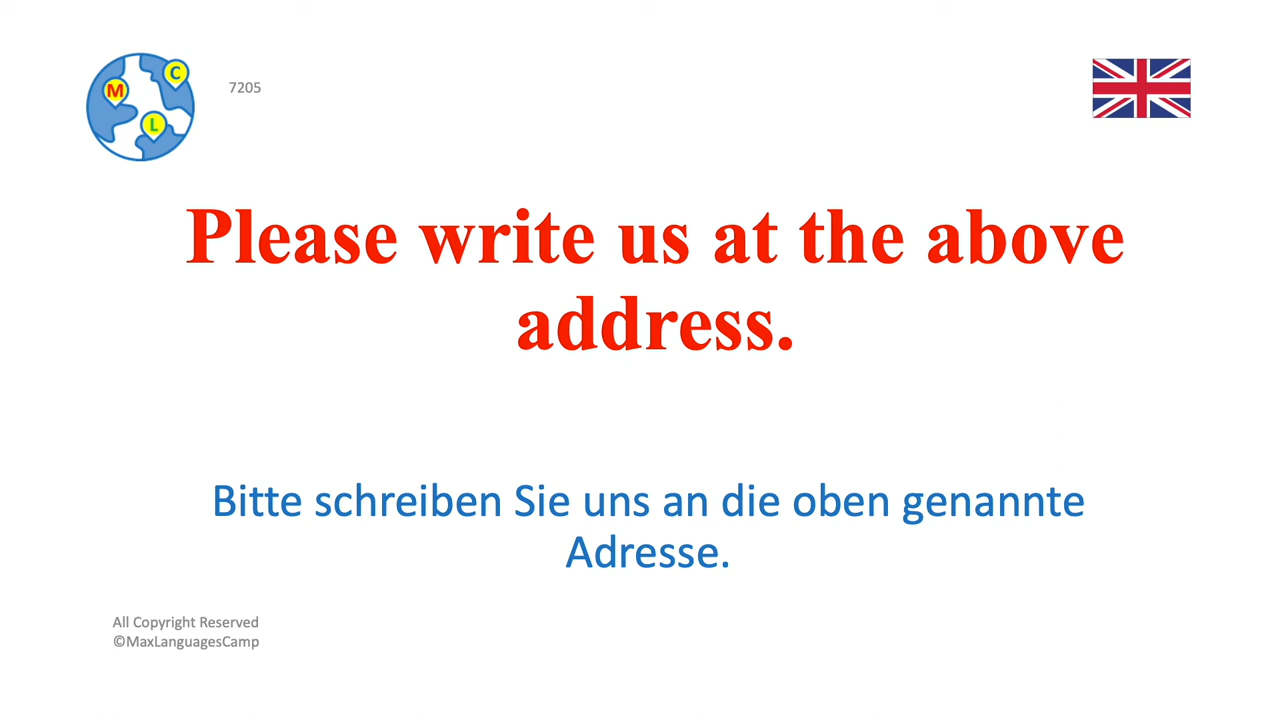 C
M
L
7205
Please write us at the above
address.
Bitte schreiben Sie uns an die oben genannte
Adresse.
All Copyright Reserved
©MaxLanguagesCamp